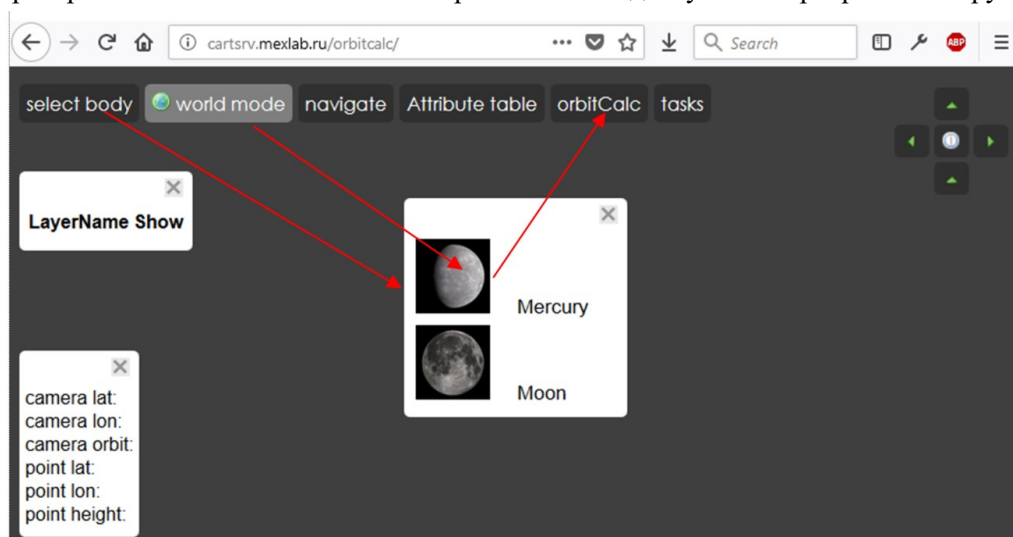 cartsrv.mexlab.ru/orbitcalc/
Search
ABP
select body
world mode
navigate
Attribute table
orbitCalc
tasks
LayerName Show
Mercury
Moon
camera lat:
camera lon:
camera orbit:
point lat:
point lon:
point height: